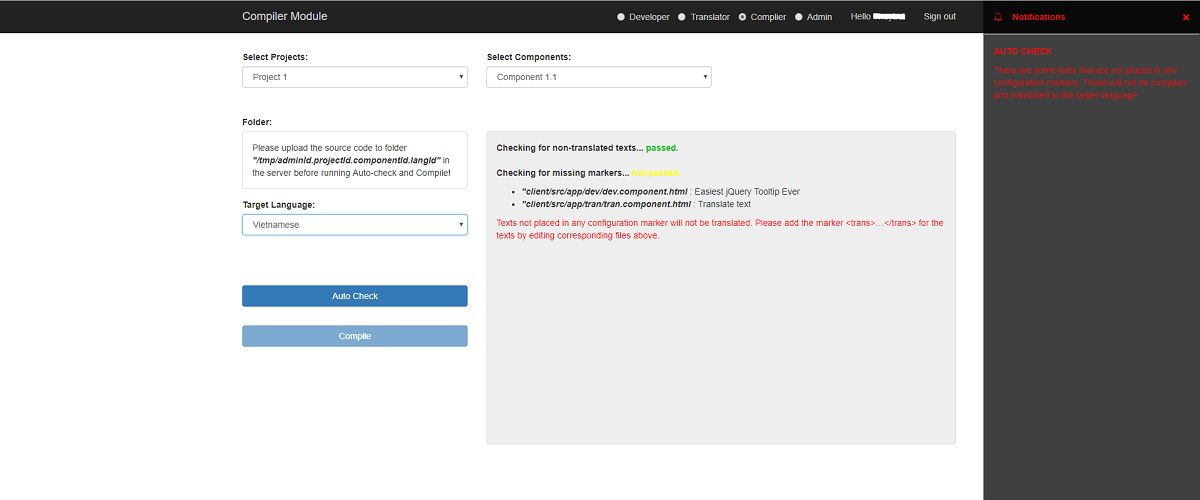 Compiler Module
Developer Translator Complier Admin Hello Sign out
Notifications
Select Projects:
Select Components:
Project 1
Component 1.1
AUTO CHECK
There are some texts that are not placed in any
configuration markers. Those will not be compiled
and translated to the target language
Folder:
Please upload the source code to folder
"/tmp/adminId.projectId.componentId.langId" in
the server before running Auto-check and Compile!
Target Language:
Vietnamese
Auto Check
Compile
Checking for non-translated texts... passed.
Checking for missing markers...
"client/src/app/dev/dev.component.html : Easiest jQuery Tooltip Ever
"client/src/app/tran/tran.component.html : Translate text
Texts not placed in any configuration marker will not be translated. Please add the marker <trans>…</trans> for
the texts by editing corresponding files above.